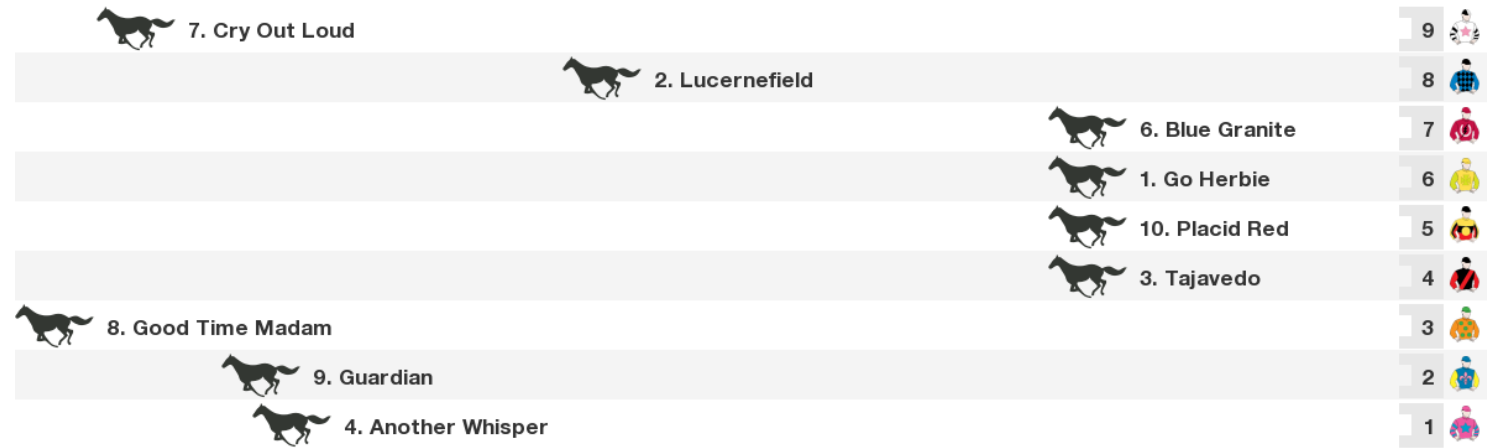 7. Cry Out Loud 9
2. Lucernefield 8
6. Blue Granite 7
1. Go Herbie 6
10. Placid Red 5
3. Tajavedo 4
8. Good Time Madam 3
9. Guardian 2
4. Another Whisper 1